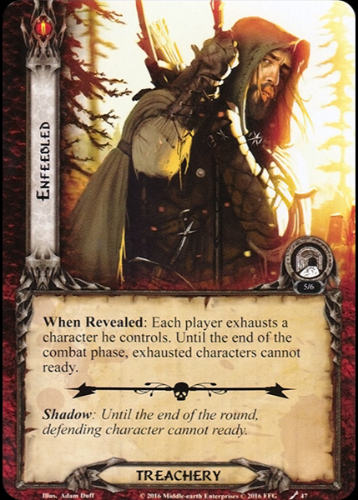 ENFEEBLED
5/6
When Revealed: Each player exhausts a
character he controls. Until the end of the
combat phase, exhausted characters cannot
ready.
Shadow: Until the end of the round,
defending character cannot ready.
TREACHERY
Illus. Adam Duff © 2016 Middle-earth Enterprises © 2016 FFG 47